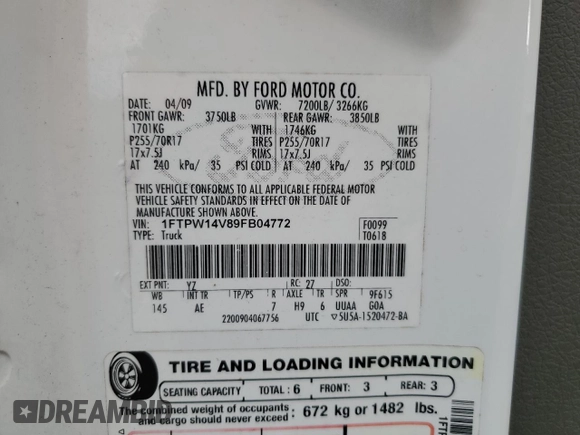 MFD. BY FORD MOTOR CO.
DATE: 04/09 GVWR: 7200LB/ 3266KG
FRONT GAWR: 3750LB REAR GAWR: 3850LB
1701KG WITH 1746KG WITH
P255/70R17 TIRES P255/70R17 TIRES
17x7.5J RIMS 17x7.5J RIMS
AT 240 kPa/ 35 PSI COLD AT 240 kPa/ 35 PSI COLD
THIS VEHICLE CONFORMS TO ALL APPLICABLE FEDERAL MOTOR
VEHICLE SAFETY STANDARDS IN EFFECT ON THE DATE OF
MANUFACTURE SHOWN ABOVE.
VIN: 1FTPW14V89FB04772 F0099
TYPE: Truck T0618
EXT PNT: YZ RC: 27 DSO:
WB INT TR TP/PS R AXLE TR SPR 9F615
145 AE 7 H9 6 UUAA G0A
2200904067756 UTC ▽5U5A-1520472-BA
TIRE AND LOADING INFORMATION
SEATING CAPACITY TOTAL: 6 FRONT: 3 REAR: 3
The combined weight of occupants and cargo should never exceed 672 kg or 1482 lbs.
1FTP
DREAMBID